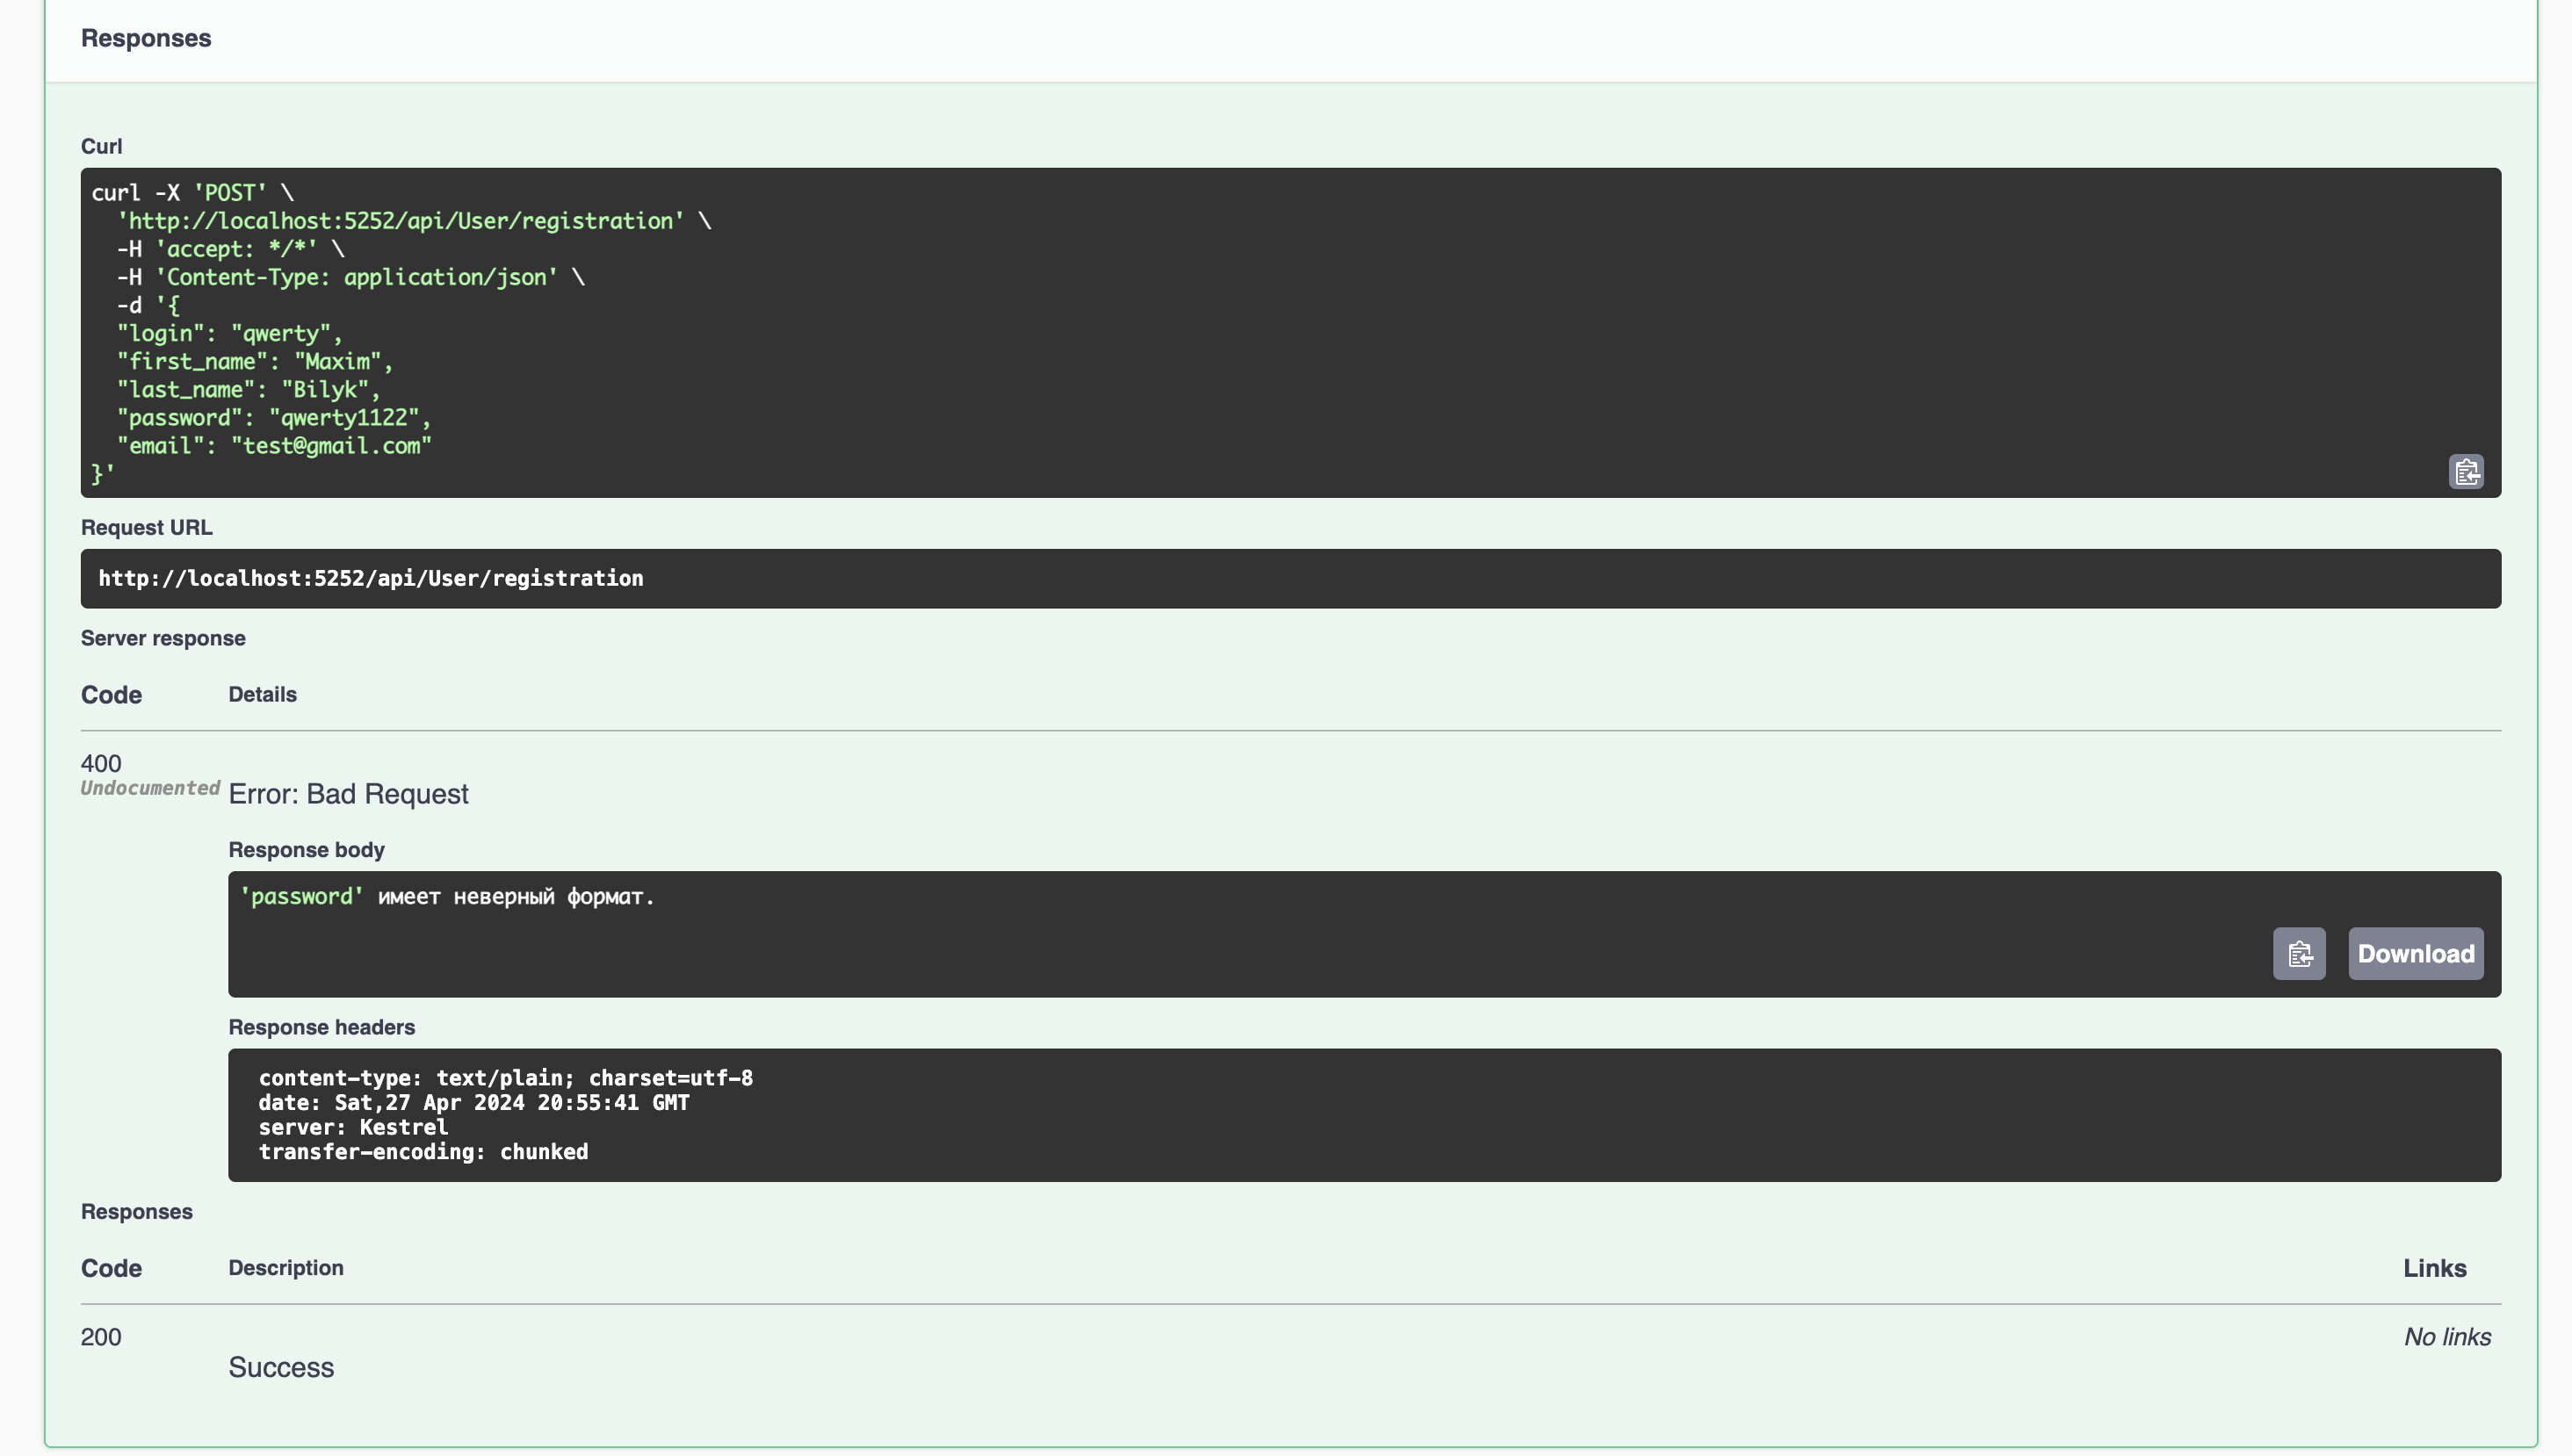 Responses
Curl
curl -X 'POST' \
'http://localhost:5252/api/User/registration' \
-H 'accept: */*' \
-H 'Content-Type: application/json' \
-d '{
"login": "qwerty",
"first_name": "Maxim",
"last_name": "Bilyk",
"password": "qwerty1122",
"email": "test@gmail.com"
}'
Request URL
http://localhost:5252/api/User/registration
Server response
Code Details
400
Undocumented Error: Bad Request
Response body
'password' имеет неверный формат.
Download
Response headers
content-type: text/plain; charset=utf-8
date: Sat,27 Apr 2024 20:55:41 GMT
server: Kestrel
transfer-encoding: chunked
Responses
Code Description Links
200 No links
Success